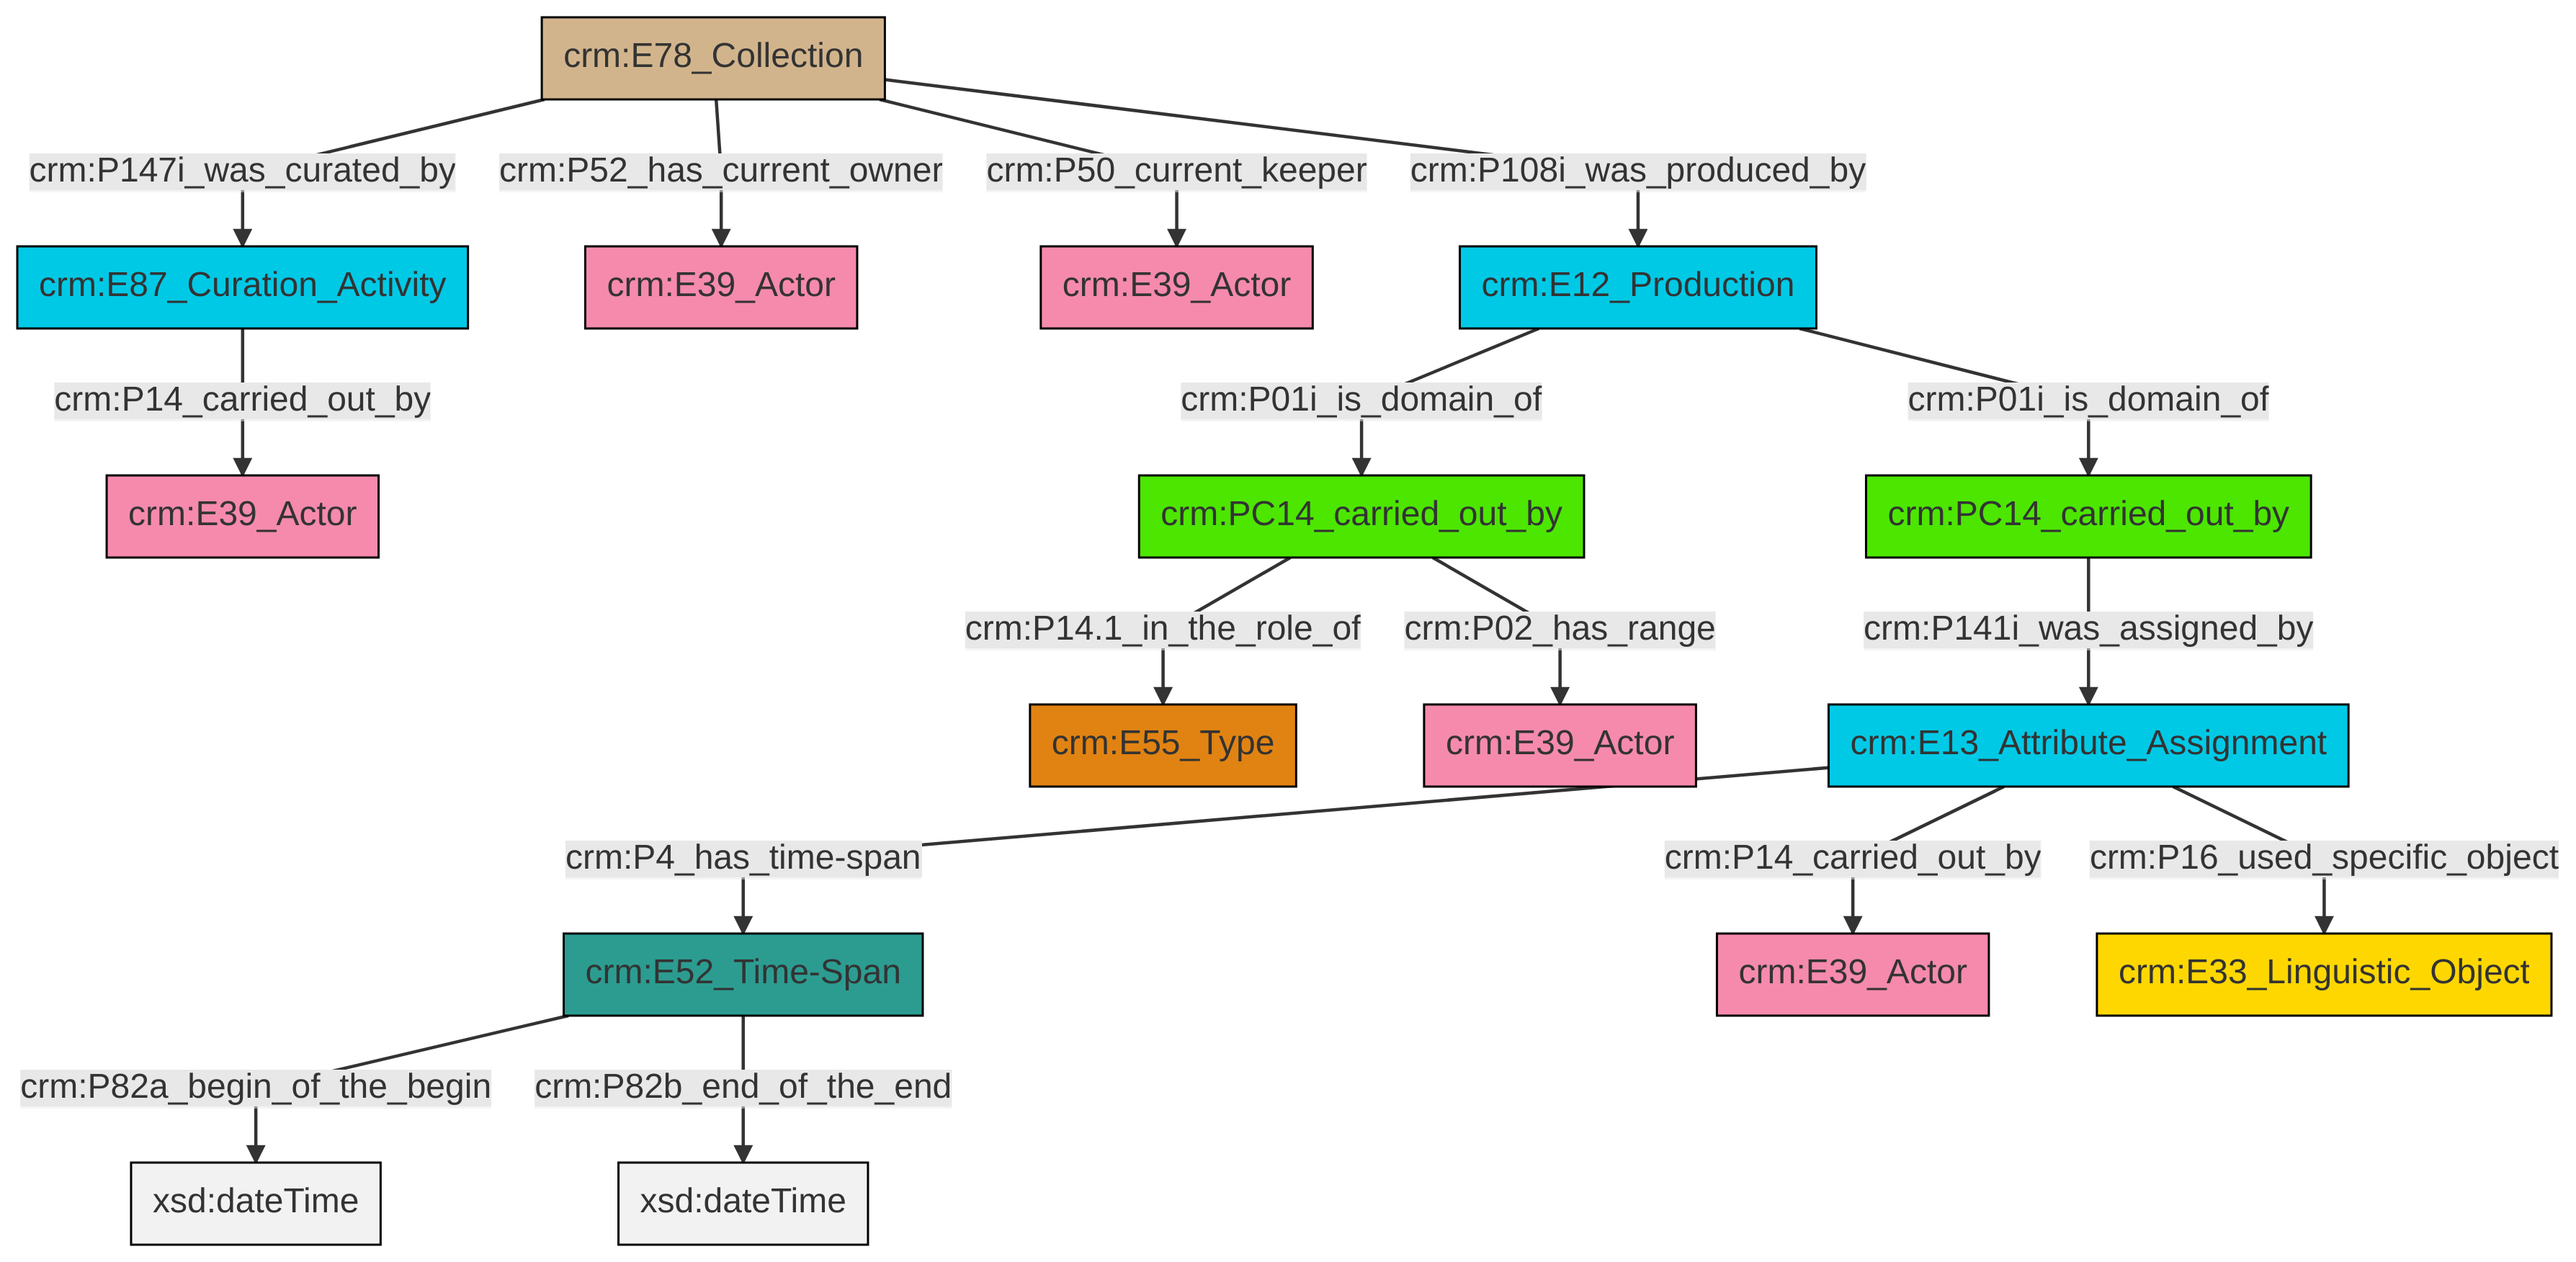 crm:E78_Collection
crm:P147i_was_curated_by
crm:P52_has_current_owner
crm:P50_current_keeper
crm:P108i_was_produced_by
crm:E87_Curation_Activity
crm:E39_Actor
crm:E39_Actor
crm:E12_Production
crm:P14_carried_out_by
crm:P01i_is_domain_of
crm:P01i_is_domain_of
crm:E39_Actor
crm:PC14_carried_out_by
crm:PC14_carried_out_by
crm:P14.1_in_the_role_of
crm:P02_has_range
crm:P141i_was_assigned_by
crm:E55_Type
crm:E39_Actor
crm:E13_Attribute_Assignment
crm:P4_has_time-span
crm:P14_carried_out_by
crm:P16_used_specific_object
crm:E52_Time-Span
crm:E39_Actor
crm:E33_Linguistic_Object
crm:P82a_begin_of_the_begin
crm:P82b_end_of_the_end
xsd:dateTime
xsd:dateTime